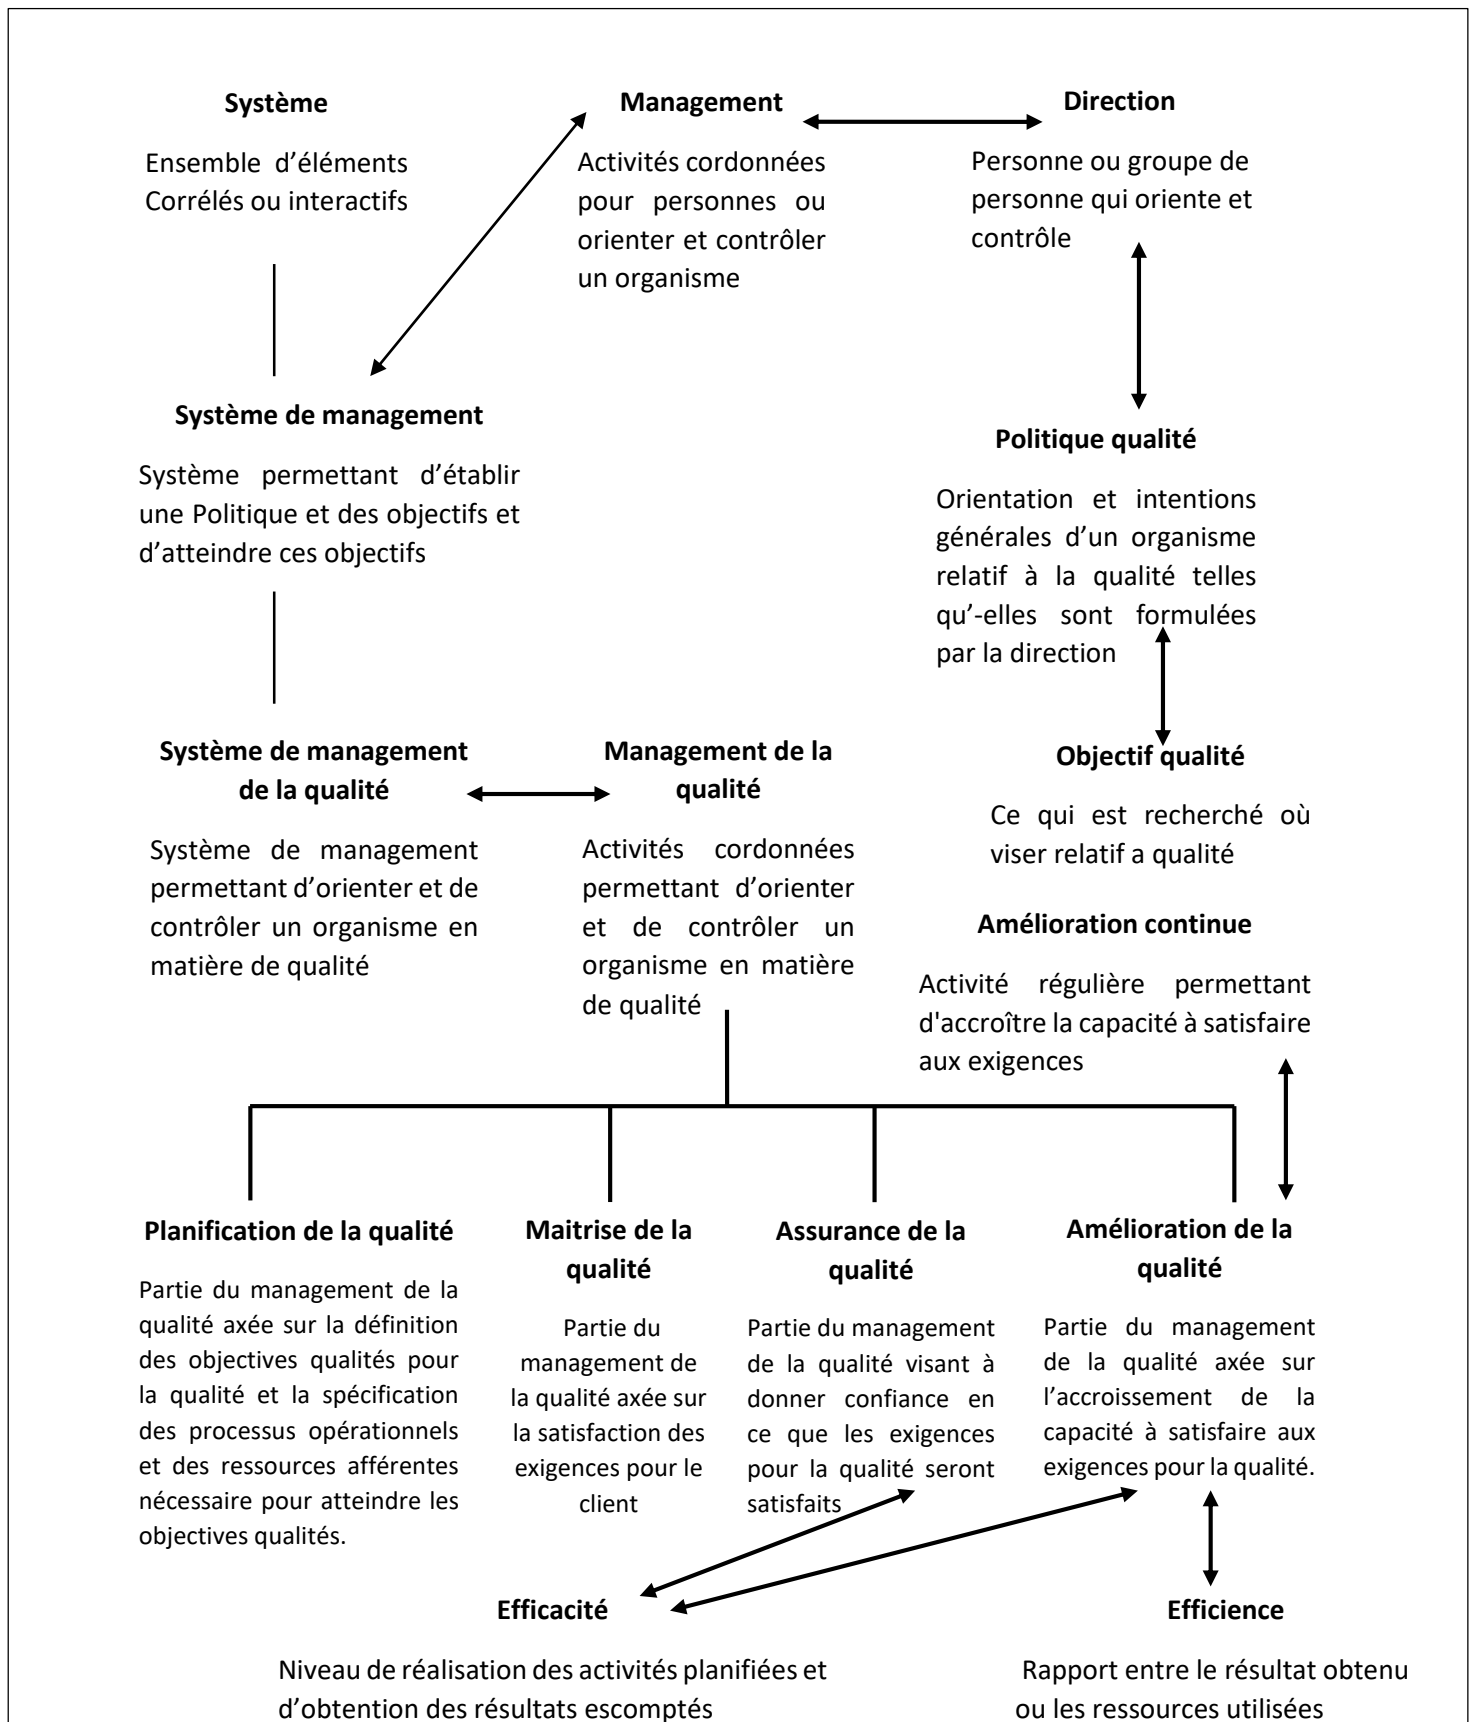 Système
Ensemble d’éléments
Corrélés ou interactifs
Management
Activités cordonnées
pour personnes ou
orienter et contrôler
un organisme
Direction
Personne ou groupe de
personne qui oriente et
contrôle
Système de management
Système permettant d’établir
une Politique et des objectifs et
d’atteindre ces objectifs
Politique qualité
Orientation et intentions
générales d’un organisme
relatif à la qualité telles
qu’-elles sont formulées
par la direction
Système de management
de la qualité
Système de management
permettant d’orienter et de
contrôler un organisme en
matière de qualité
Management de la
qualité
Activités cordonnées
permettant d’orienter
et de contrôler un
organisme en matière
de qualité
Objectif qualité
Ce qui est recherché où
viser relatif a qualité
Amélioration continue
Activité régulière permettant
d'accroître la capacité à satisfaire
aux exigences
Planification de la qualité
Partie du management de la
qualité axée sur la définition
des objectives qualités pour
la qualité et la spécification
des processus opérationnels
et des ressources afférentes
nécessaire pour atteindre les
objectives qualités.
Maitrise de la
qualité
Partie du
management de
la qualité axée sur
la satisfaction des
exigences pour le
client
Assurance de la
qualité
Partie du management
de la qualité visant à
donner confiance en
ce que les exigences
pour la qualité seront
satisfaits
Amélioration de la
qualité
Partie du management
de la qualité axée sur
l’accroissement de la
capacité à satisfaire aux
exigences pour la qualité.
Efficacité
Niveau de réalisation des activités planifiées et
d’obtention des résultats escomptés
Efficience
Rapport entre le résultat obtenu
ou les ressources utilisées